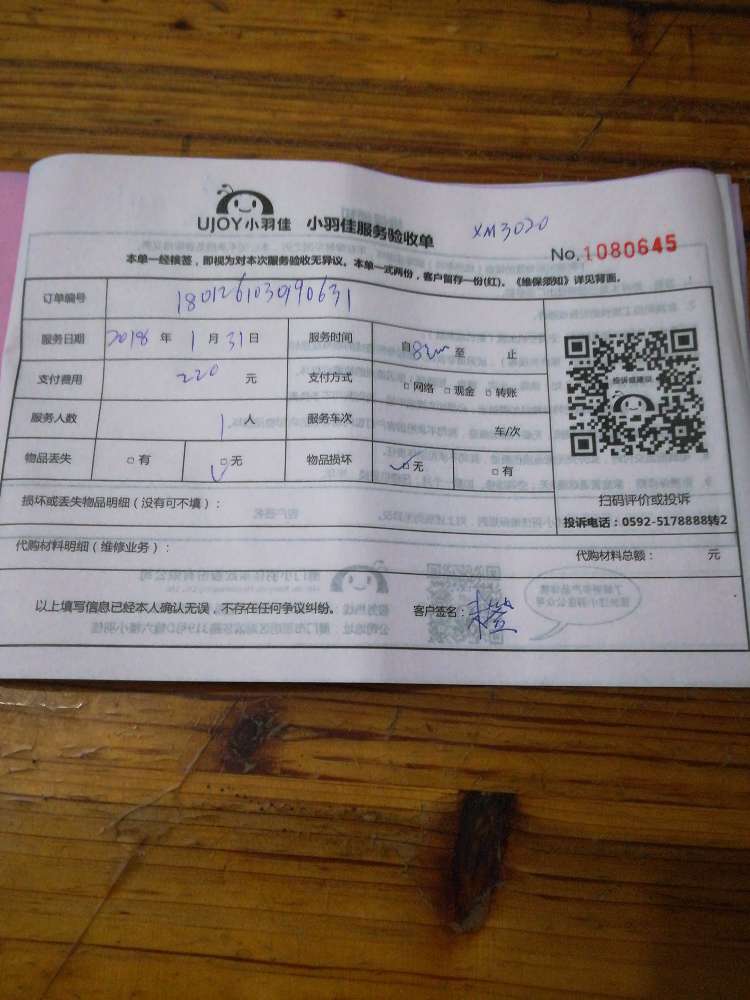 UJOY小羽佳 小羽佳服务验收单 XM3020
No.1080645
本单一经核签，即视为对本次服务验收无异议。本单一式两份，客户留存一份(红)。《维保须知》详见背面。
订单编号
服务日期 2018 年 1 月 31 日 服务时间 自 至 止
支付费用 220 元 支付方式 □网络 □现金 □转账
投诉或建议
服务人数 1 人 服务车次 车/次
物品丢失 □有 □无 物品损坏 □无 □有
扫码评价或投诉
损坏或丢失物品明细（没有可不填）：
投诉电话：0592-5178888转2
代购材料明细（维修业务）： 代购材料总额： 元
以上填写信息已经本人确认无误，不存在任何争议纠纷。 客户签名：